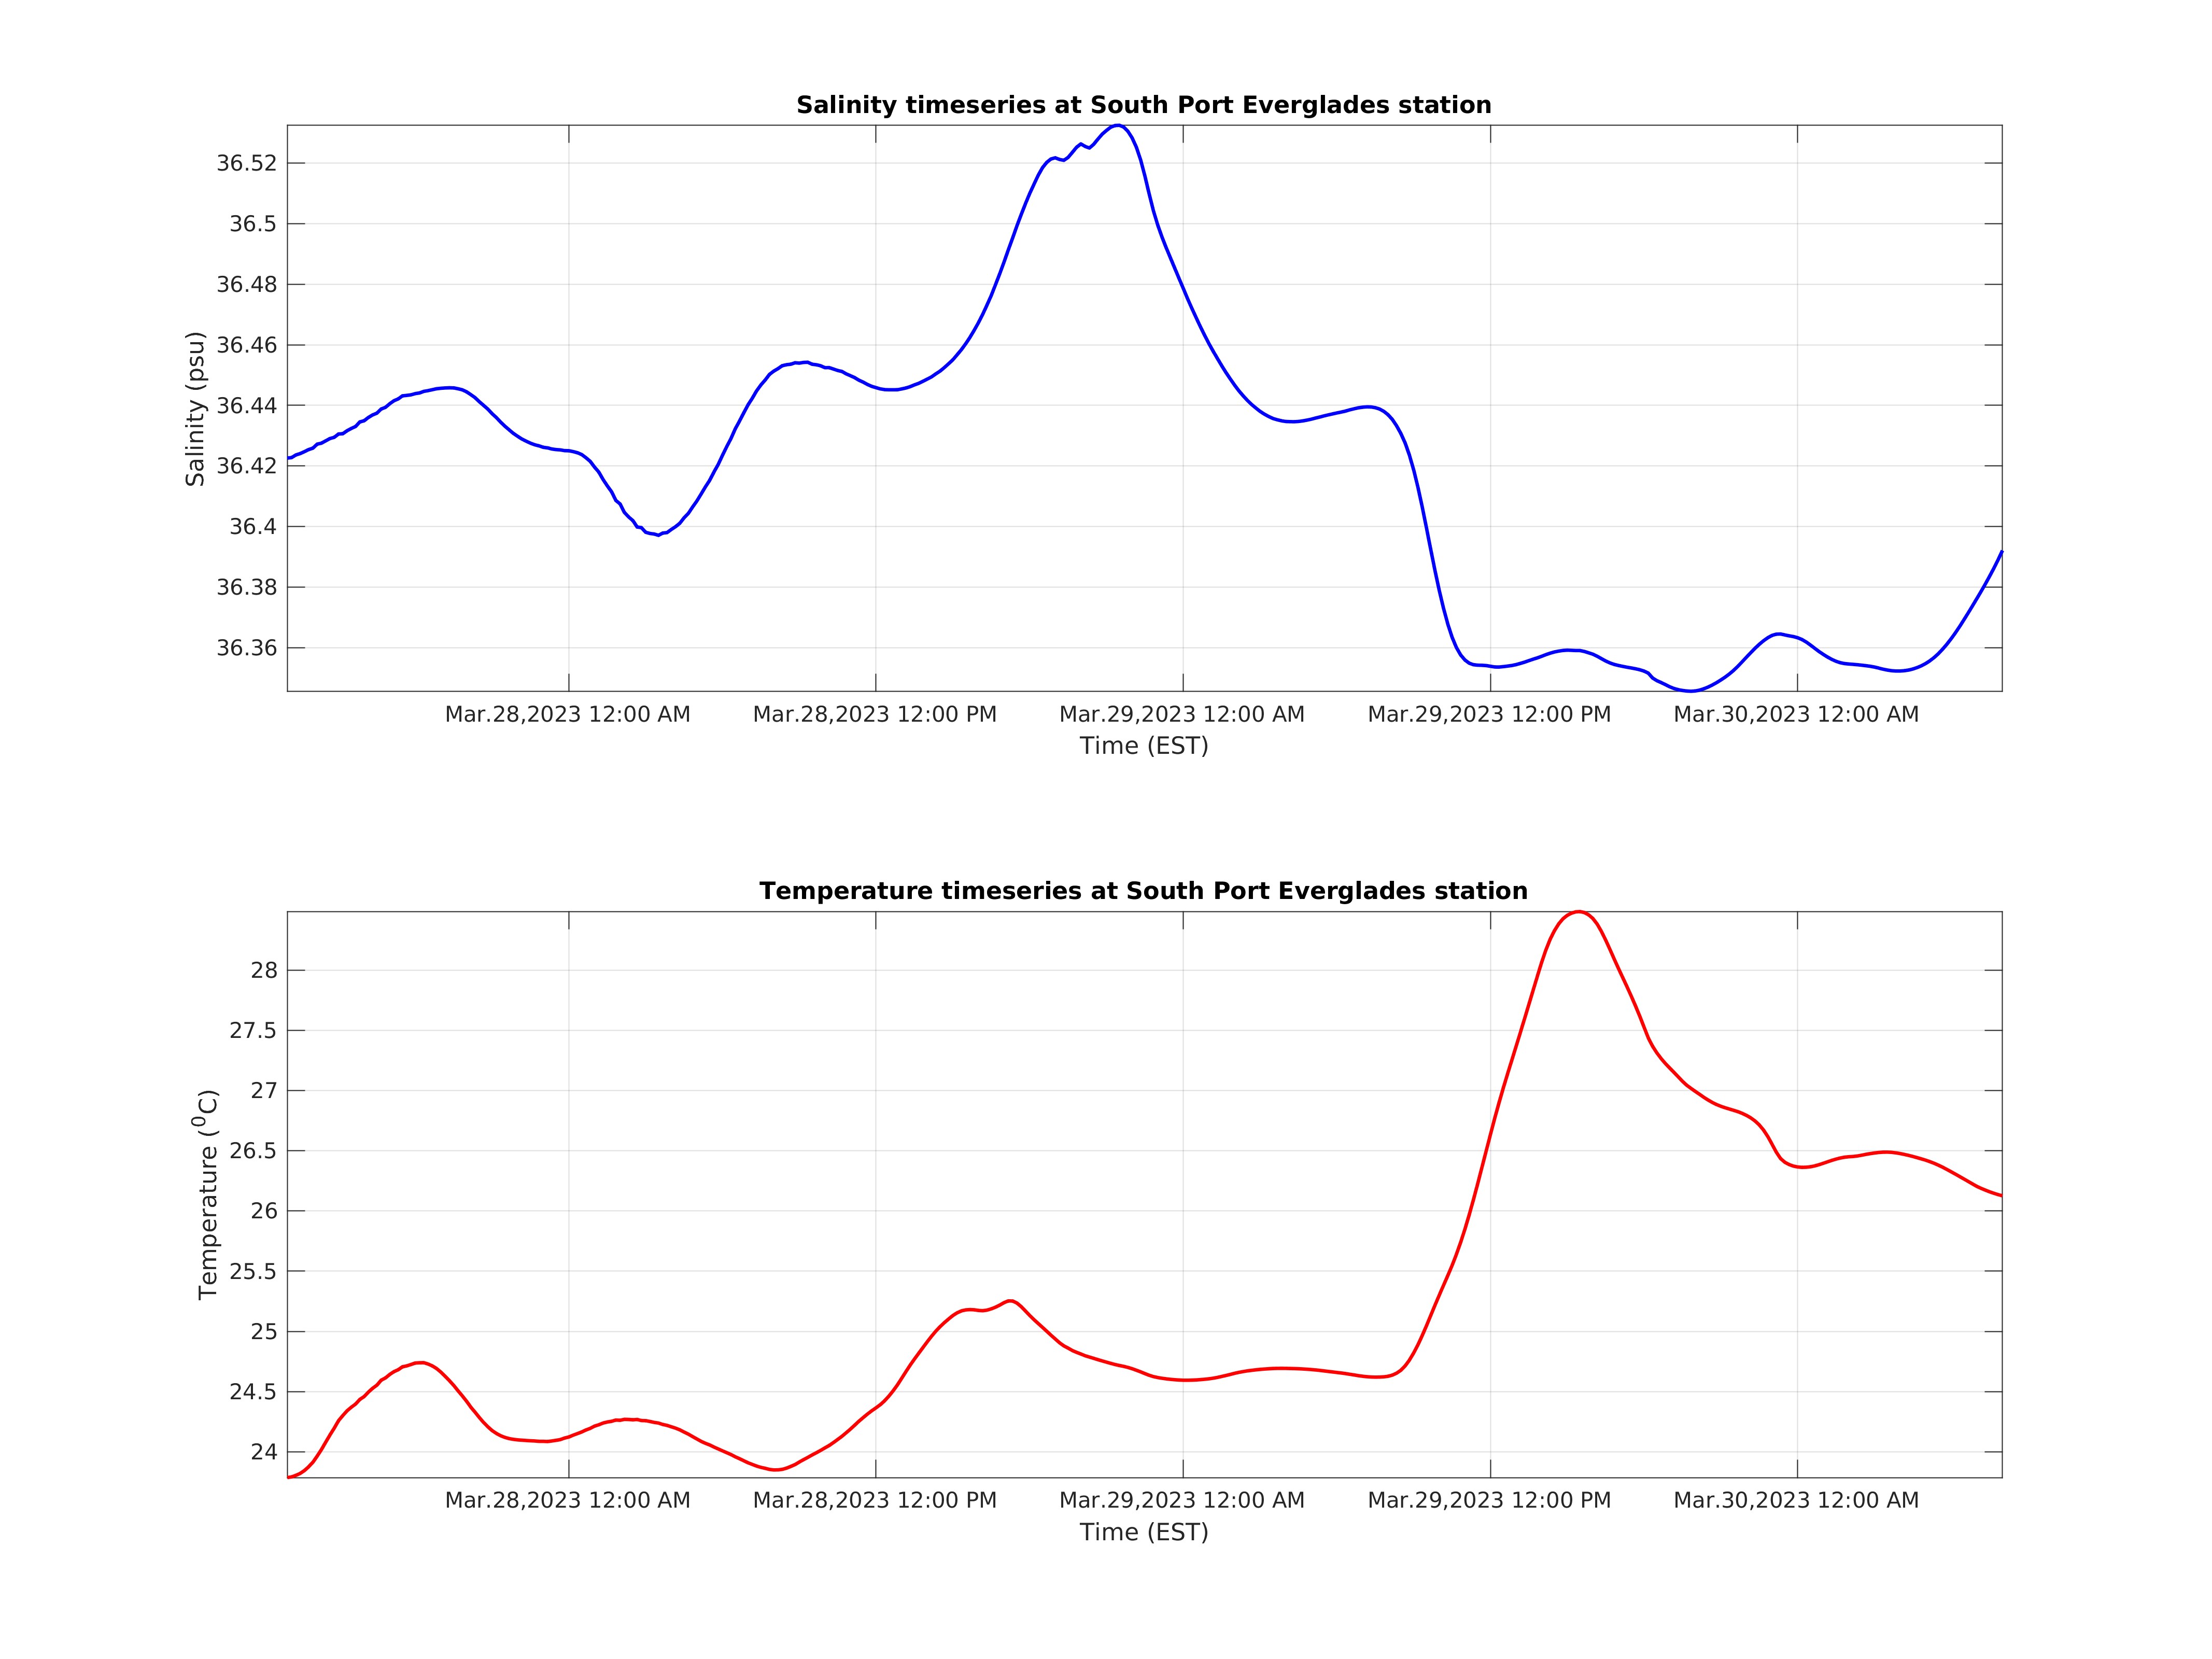 Salinity timeseries at South Port Everglades station
36.52
36.5
36.48
36.46
36.44
36.42
36.4
36.38
36.36
Salinity (psu)
Mar.28,2023 12:00 AM Mar.28,2023 12:00 PM Mar.29,2023 12:00 AM Mar.29,2023 12:00 PM Mar.30,2023 12:00 AM
Time (EST)
Temperature timeseries at South Port Everglades station
28
27.5
27
26.5
26
25.5
25
24.5
24
Temperature (⁰C)
Mar.28,2023 12:00 AM Mar.28,2023 12:00 PM Mar.29,2023 12:00 AM Mar.29,2023 12:00 PM Mar.30,2023 12:00 AM
Time (EST)